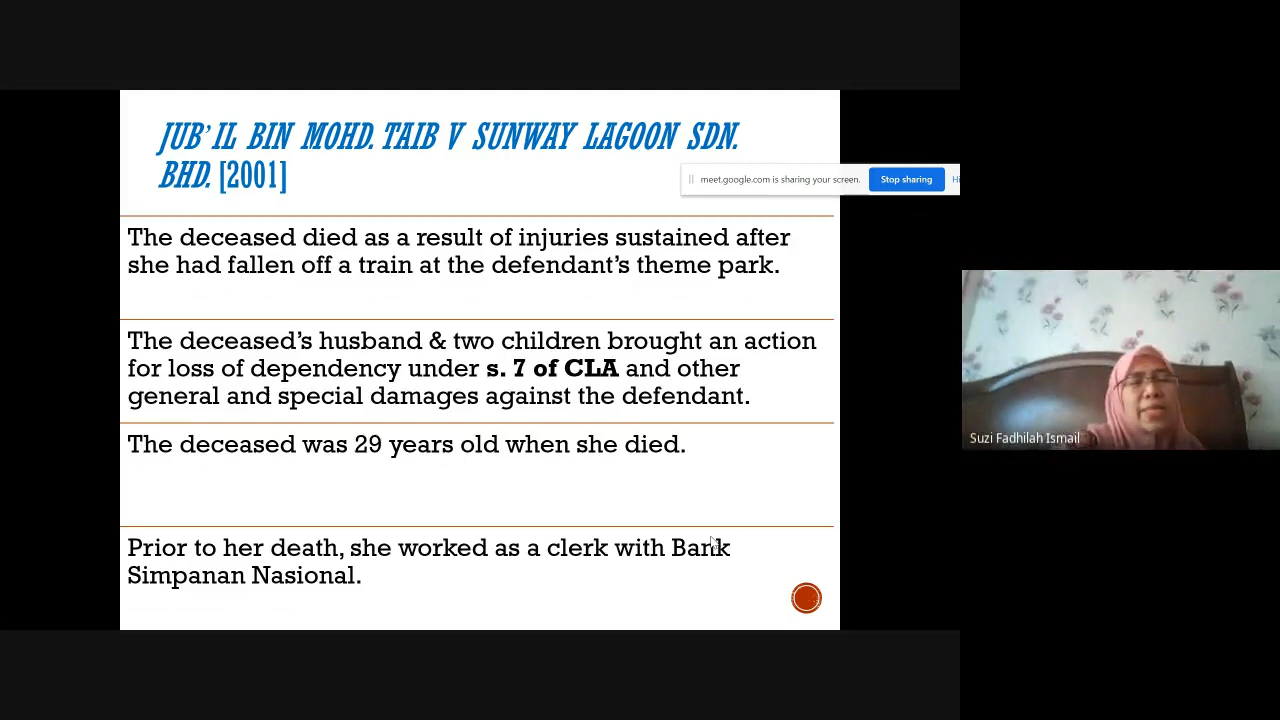 JUB'IL BIN MOHD. TAIB V SUNWAY LAGOON SDN.
BHD. [2001]
meet.google.com is sharing your screen.
Stop sharing
Hi
The deceased died as a result of injuries sustained after
she had fallen off a train at the defendant's theme park.
The deceased's husband & two children brought an action
for loss of dependency under s. 7 of CLA and other
general and special damages against the defendant.
The deceased was 29 years old when she died.
Prior to her death, she worked as a clerk with Bank
Simpanan Nasional.
Suzi Fadhilah Ismail